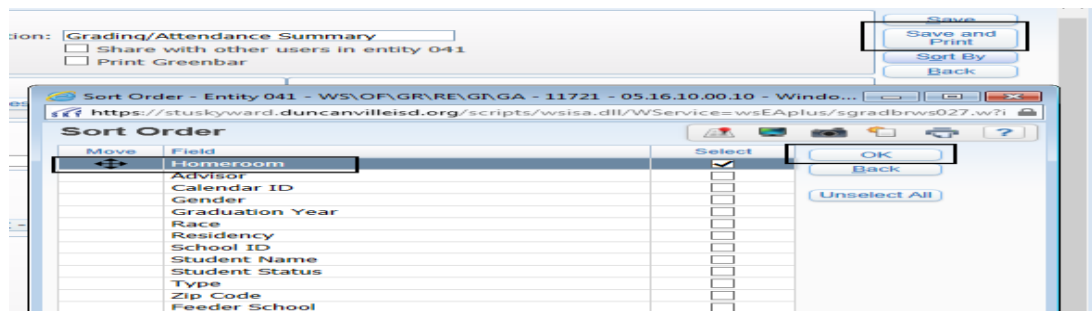 Save
tion: Grading/Attendance Summary
Save and Print
Share with other users in entity 041
Print Greenbar
Sort By
Back
Sort Order - Entity 041 - WS\OF\GR\RE\GI\GA - 11721 - 05.16.10.00.10 - Windo...
https://stuskyward.duncanvilleisd.org/scripts/wsisa.dll/WService=wsEAplus/sgradbrws027.w?i
Sort Order
Move Field Select
OK
Homeroom
Back
Advisor
Calendar ID
Unselect All
Gender
Graduation Year
Race
Residency
School ID
Student Name
Student Status
Type
Zip Code
Feeder School